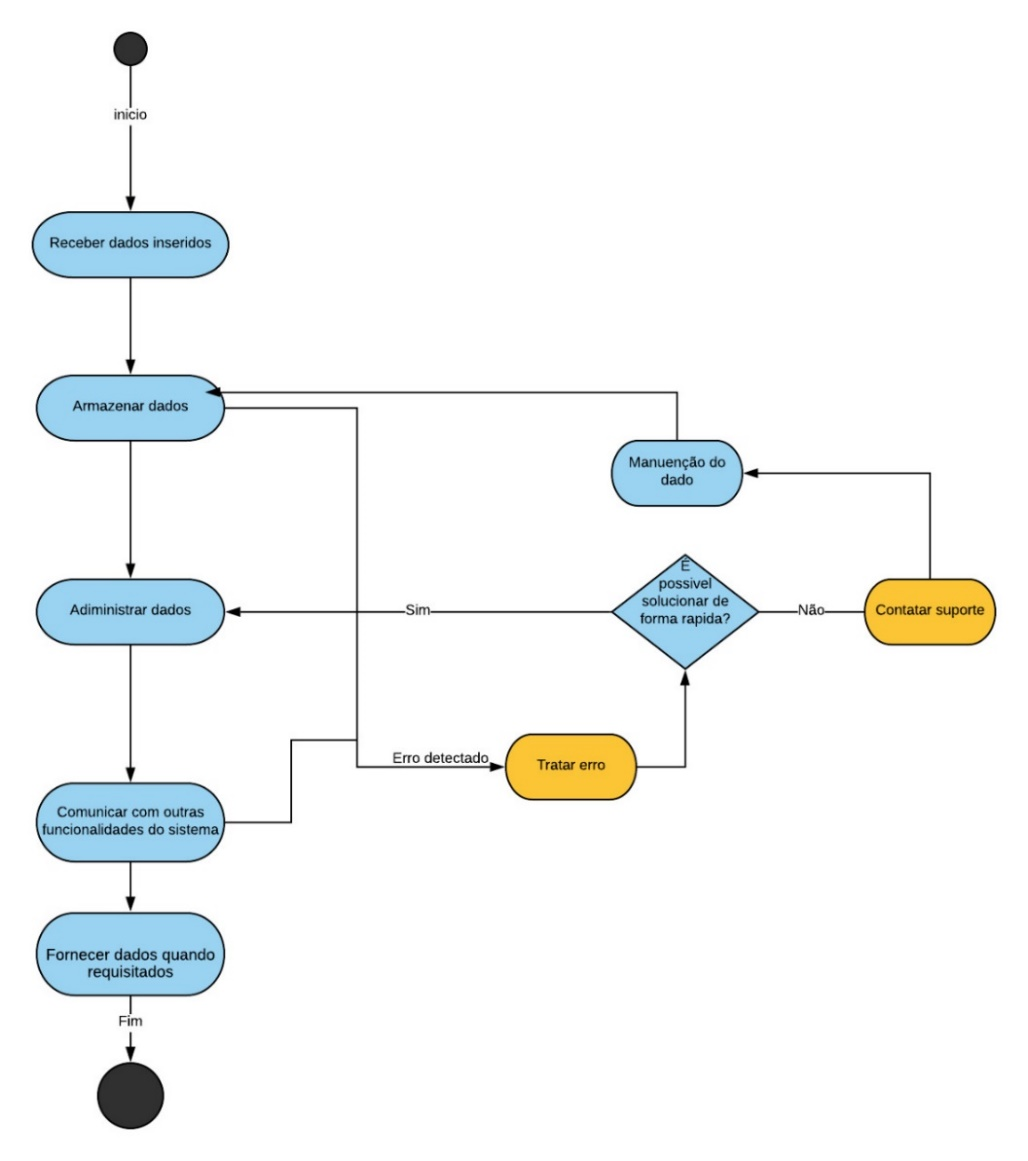 inicio
Receber dados inseridos
Armazenar dados
Manuenção do
dado
É
possivel
solucionar de
forma rapida?
Adiministrar dados
Sim
Não
Contatar suporte
Erro detectado
Tratar erro
Comunicar com outras
funcionalidades do sistema
Fornecer dados quando
requisitados
Fim